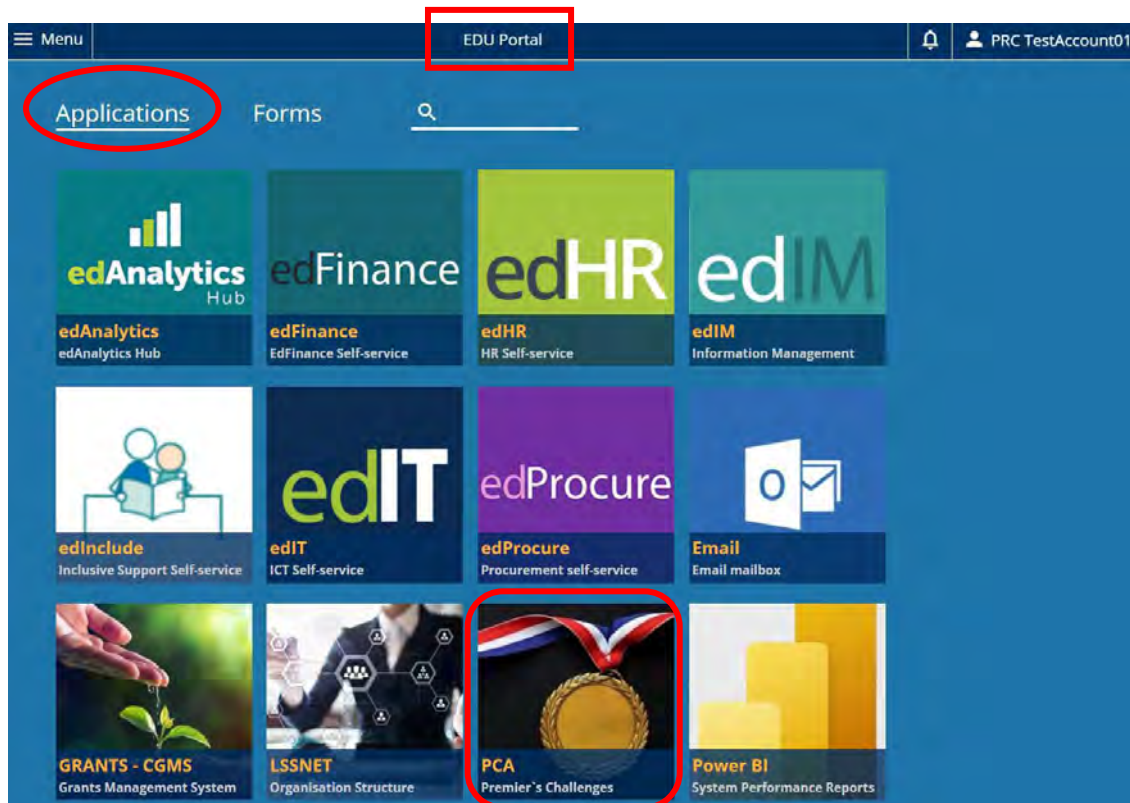 Menu
EDU Portal
PRC TestAccount01
Applications
Forms
edAnalytics
Hub
edFinance
edHR
edIM
edAnalytics
edAnalytics Hub
edFinance
EdFinance Self-service
edHR
HR Self-service
edIM
Information Management
edIT
edProcure
O
edInclude
Inclusive Support Self-service
edIT
ICT Self-service
edProcure
Procurement self-service
Email
Email mailbox
GRANTS - CGMS
Grants Management System
LSSNET
Organisation Structure
PCA
Premier`s Challenges
Power BI
System Performance Reports